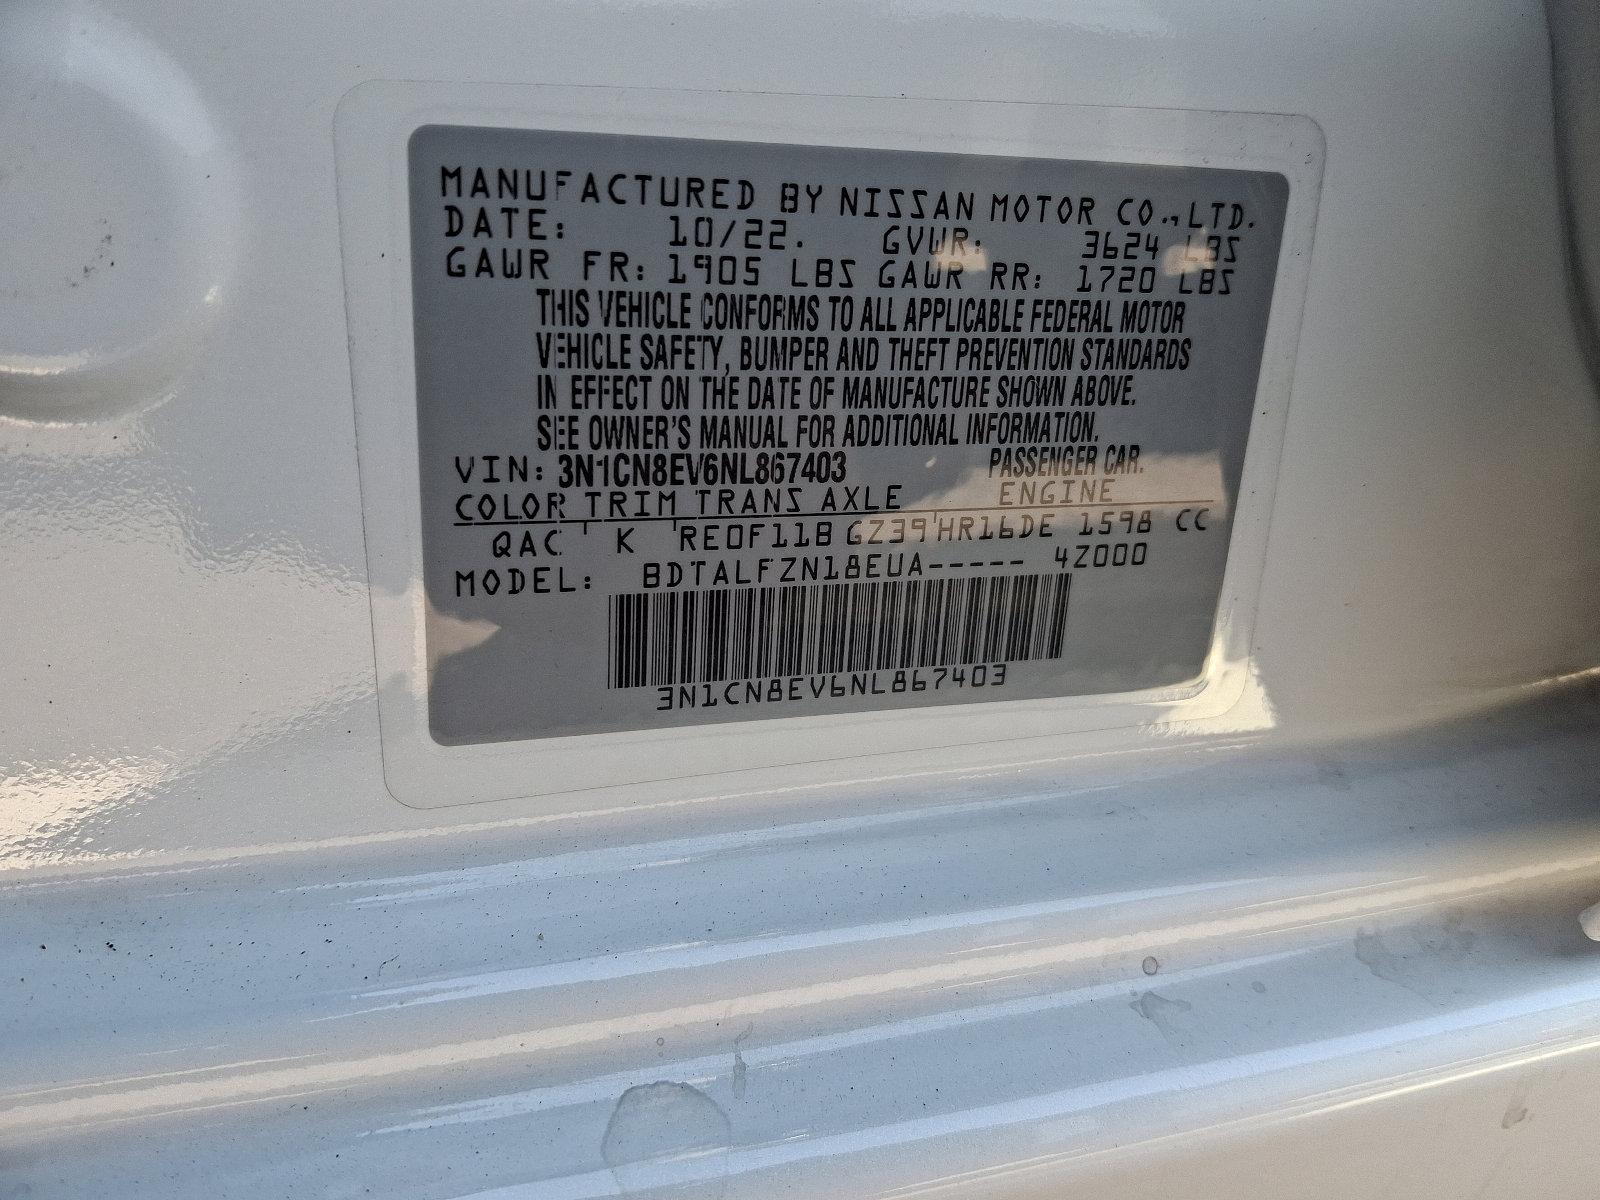 MANUFACTURED BY NISSAN MOTOR CO.,LTD.
DATE: 10/22. GVWR: 3624 LBS
GAWR FR: 1905 LBS GAWR RR: 1720 LBS
THIS VEHICLE CONFORMS TO ALL APPLICABLE FEDERAL MOTOR
VEHICLE SAFETY, BUMPER AND THEFT PREVENTION STANDARDS
IN EFFECT ON THE DATE OF MANUFACTURE SHOWN ABOVE.
SEE OWNER'S MANUAL FOR ADDITIONAL INFORMATION.
VIN: 3N1CN8EV6NL867403 PASSENGER CAR.
COLOR TRIM TRANS AXLE ENGINE
QAC K RE0F11B GZ39 HR16DE 1598 CC
MODEL: BDTALFZN18EUA----- 4Z000
3N1CN8EV6NL867403